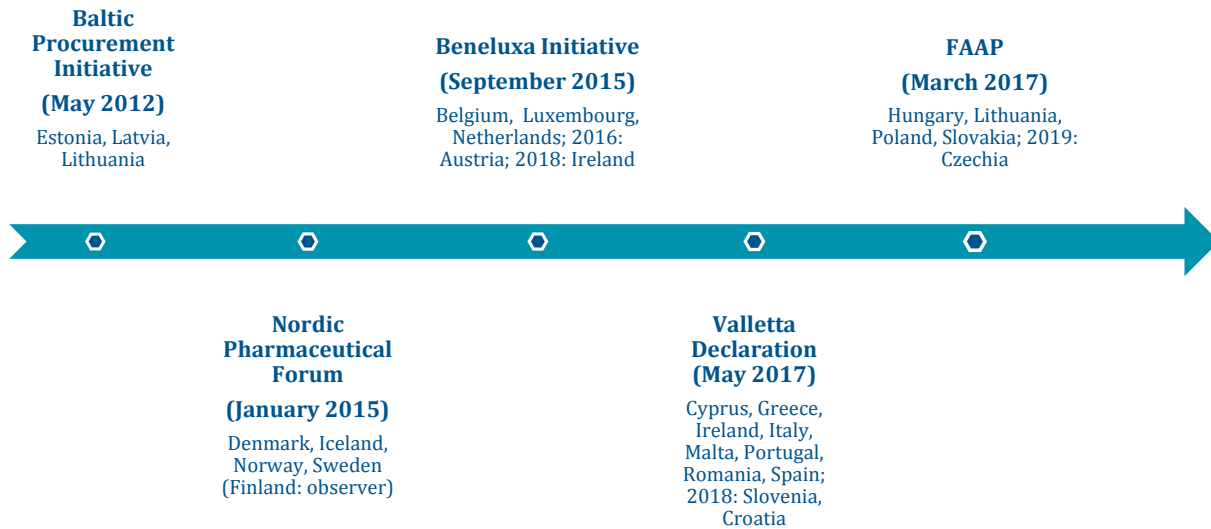 Baltic
Procurement
Initiative
(May 2012)
Estonia, Latvia,
Lithuania
Nordic
Pharmaceutical
Forum
(January 2015)
Denmark, Iceland,
Norway, Sweden
(Finland: observer)
Beneluxa Initiative
(September 2015)
Belgium, Luxembourg,
Netherlands; 2016:
Austria; 2018: Ireland
Valletta
Declaration
(May 2017)
Cyprus, Greece,
Ireland, Italy,
Malta, Portugal,
Romania, Spain;
2018: Slovenia,
Croatia
FAAP
(March 2017)
Hungary, Lithuania,
Poland, Slovakia; 2019:
Czechia